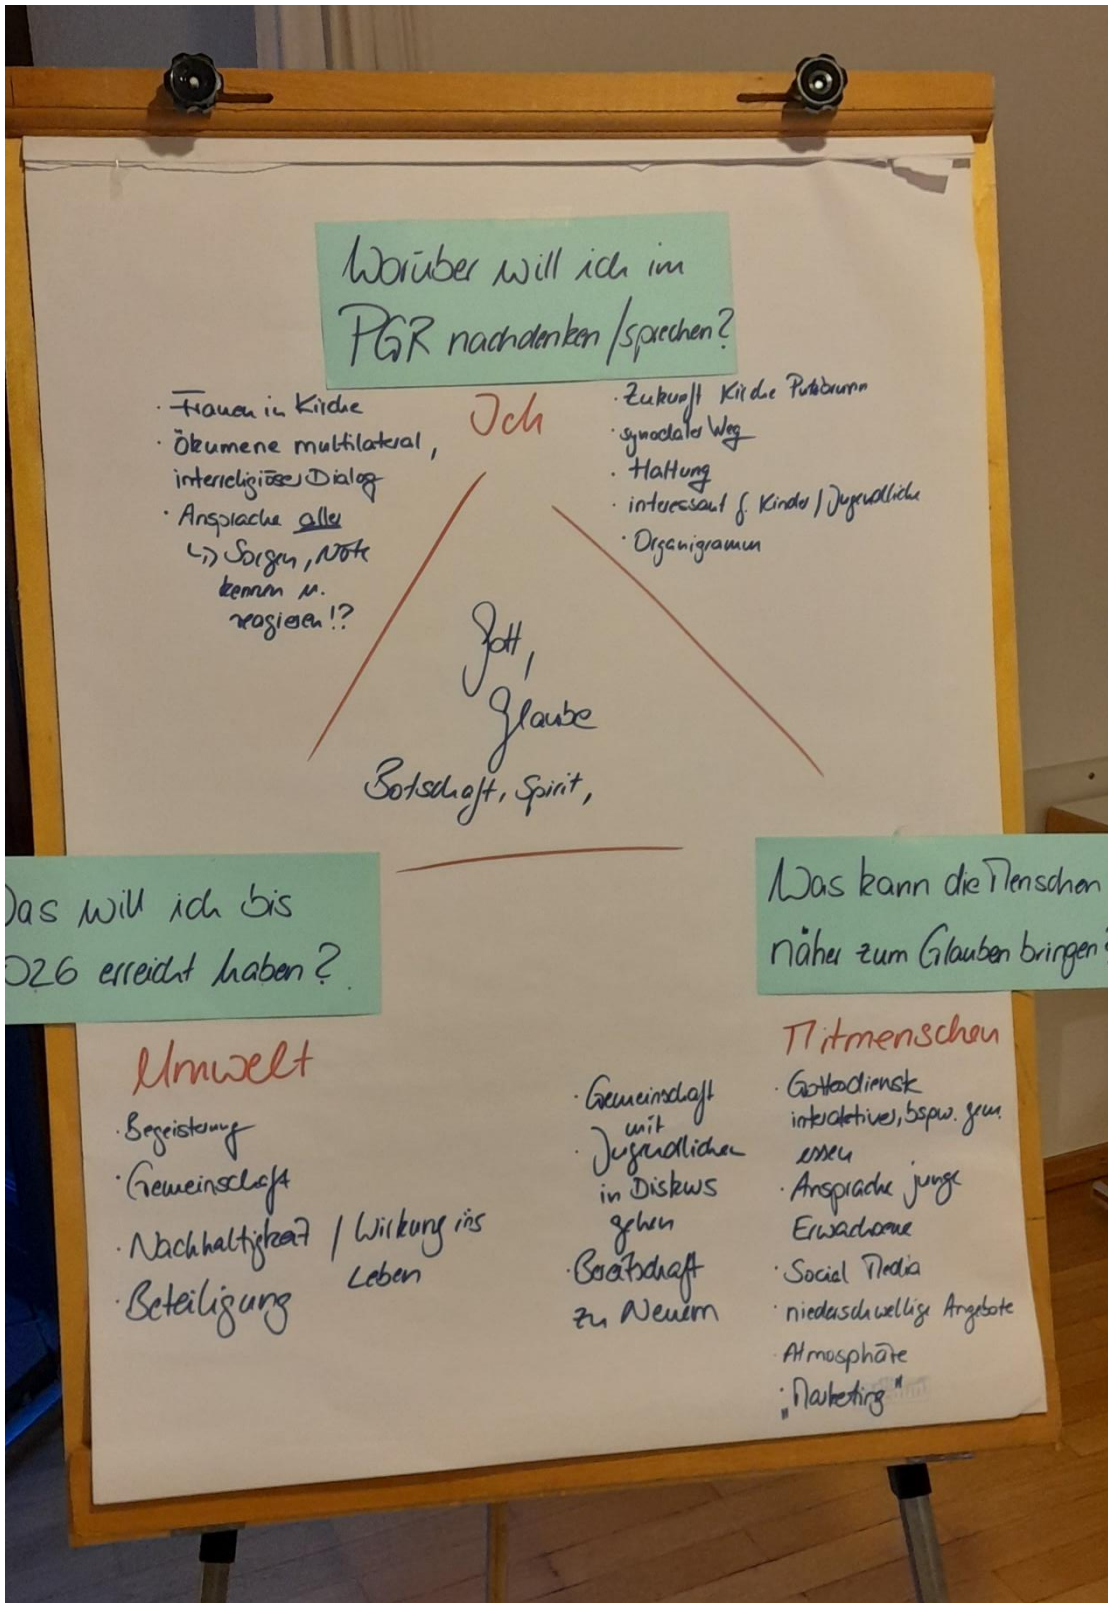 Worüber will ich im
PGR nachdenken/sprechen?
Ich
· Frauen in Kirche
· Ökumene multilateral,
interreligiöser Dialog
· Ansprache aller
↳ Sorgen, Nöte
kennen u.
reagieren!?
· Zukunft Kirche Putzbrunn
· synodaler Weg
· Haltung
· interessant f. Kinder/Jugendliche
· Organigramm
Gott,
Glaube
Botschaft, Spirit,
Das will ich bis
026 erreicht haben?
Umwelt
· Begeisterung
· Gemeinschaft
· Nachhaltigkeit / Wirkung ins
Leben
· Beteiligung
Was kann die Menschen
näher zum Glauben bringen?
Mitmenschen
· Gemeinschaft
mit
· Jugendlichen
in Diskurs
gehen
· Bereitschaft
zu Neuem
· Gottesdienst
interaktiver, bspw. gem.
essen
· Ansprache junge
Erwachsene
· Social Media
· niederschwellige Angebote
· Atmosphäre
· "Marketing"